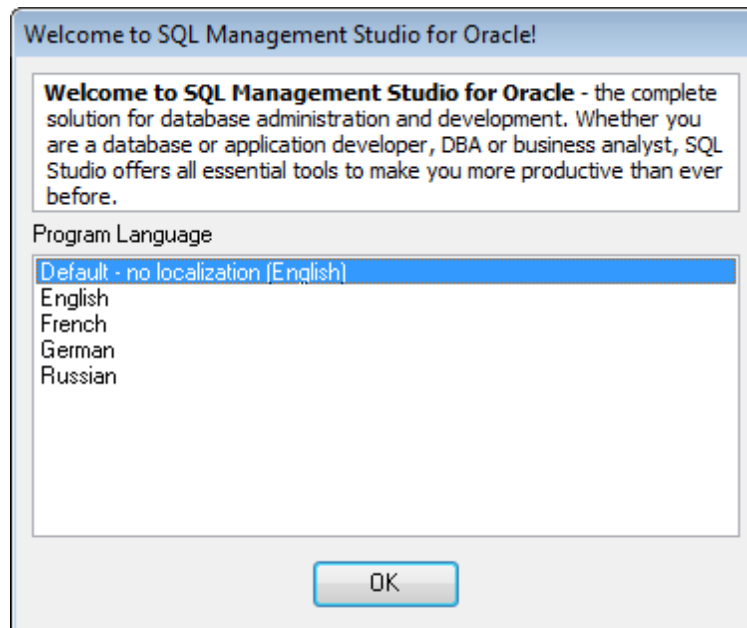 Welcome to SQL Management Studio for Oracle!
Welcome to SQL Management Studio for Oracle - the complete
solution for database administration and development. Whether you
are a database or application developer, DBA or business analyst, SQL
Studio offers all essential tools to make you more productive than ever
before.
Program Language
Default - no localization (English)
English
French
German
Russian
OK